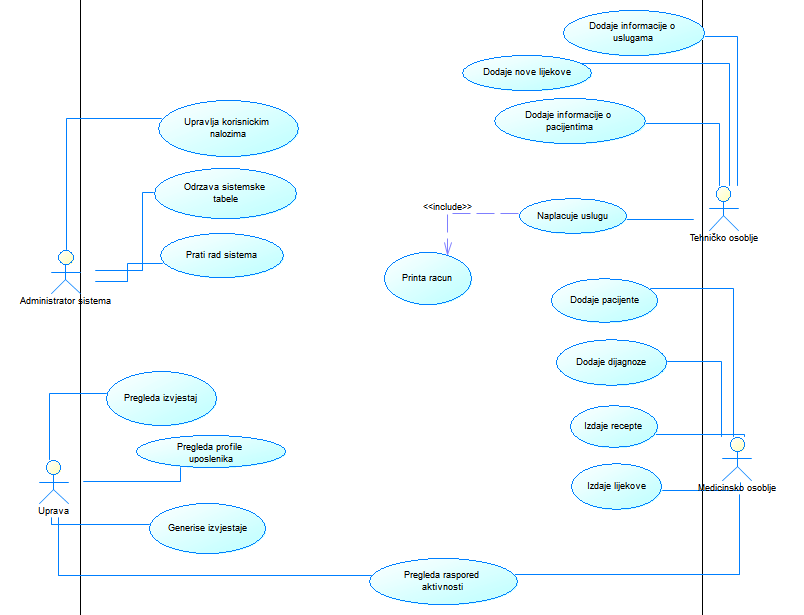 Dodaje informacije o
uslugama
Dodaje nove lijekove
Dodaje informacije o
pacijentima
Upravlja korisnickim
nalozima
Odrzava sistemske
tabele
<<include>>
Naplacuje uslugu
Tehničko osoblje
Prati rad sistema
Printa racun
Administrator sistema
Dodaje pacijente
Dodaje dijagnoze
Pregleda izvjestaj
Izdaje recepte
Pregleda profile
uposlenika
Izdaje lijekove
Medicinsko osoblje
Uprava
Generise izvjestaje
Pregleda raspored
aktivnosti